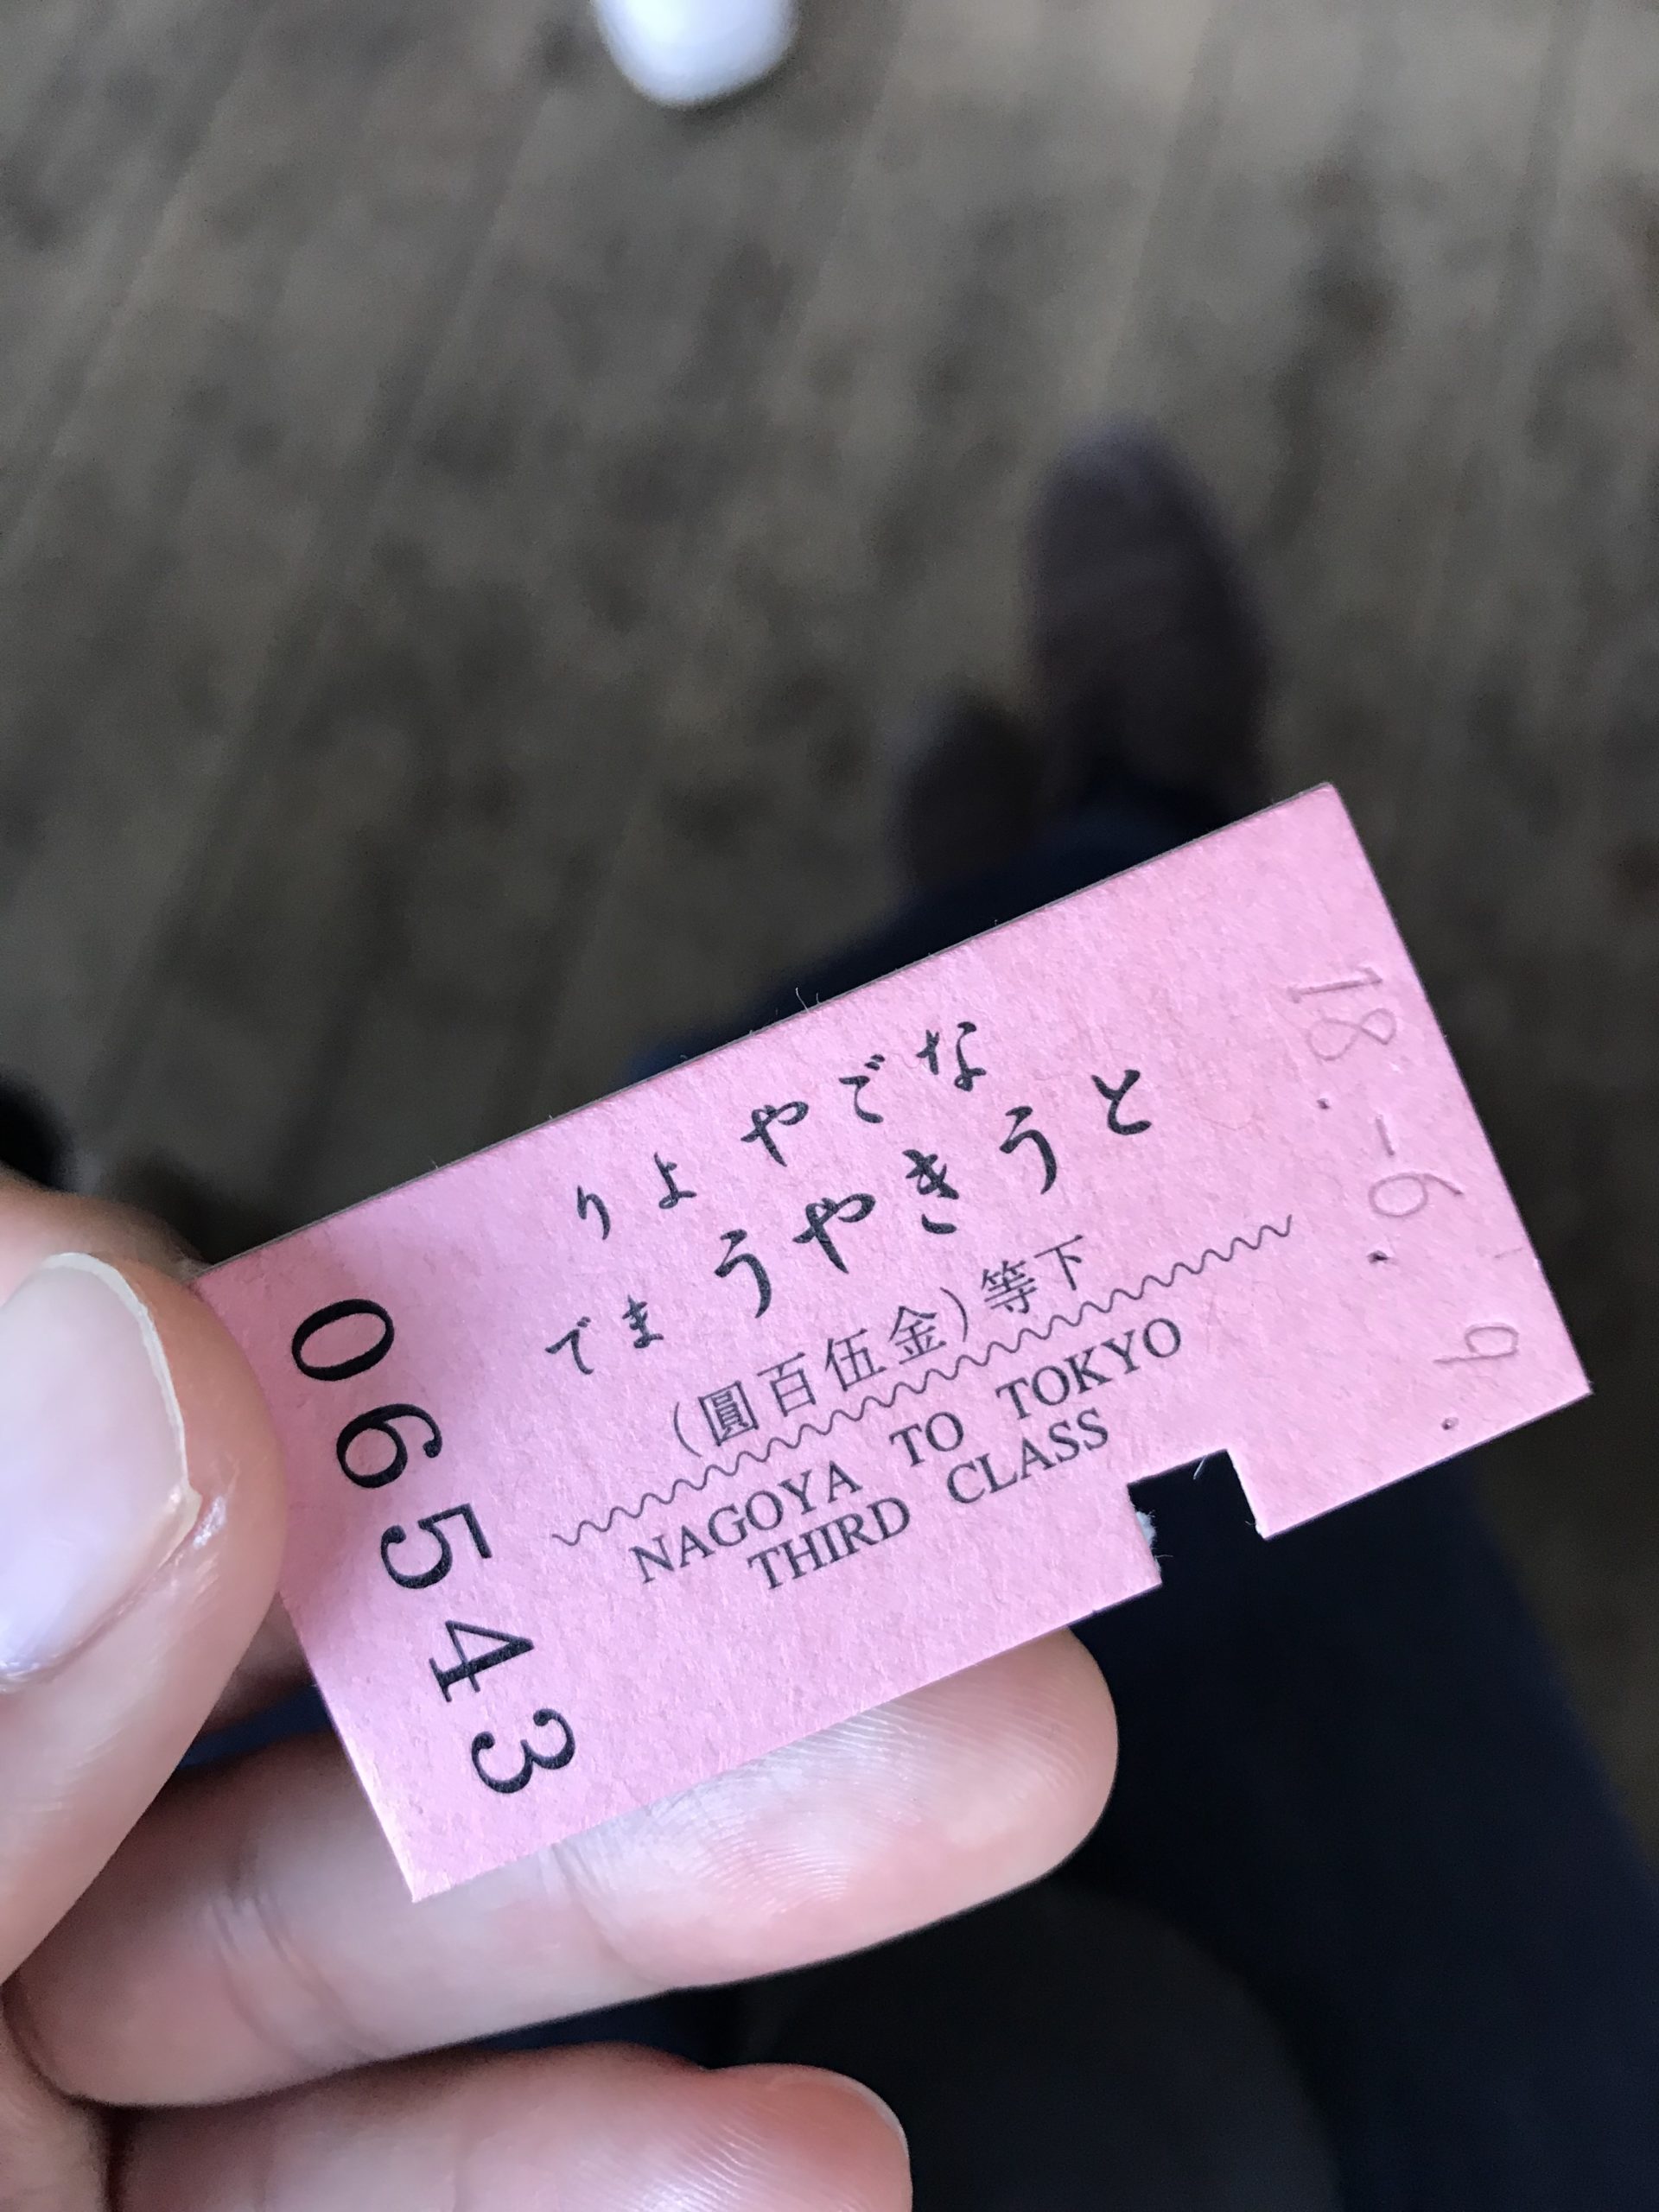 18.-6.-9.
なごやより
とうきやうまで
下等(金伍百圓)
NAGOYA TO TOKYO
THIRD CLASS
06543